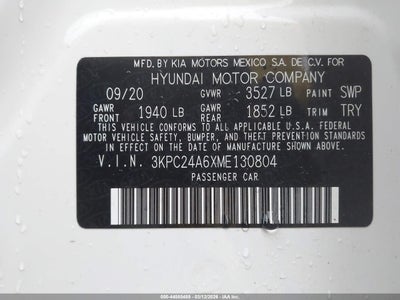 MFD. BY KIA MOTORS MEXICO S.A. DE C.V. FOR
HYUNDAI MOTOR COMPANY
09/20 GVWR 3527 LB PAINT SWP
GAWR FRONT 1940 LB GAWR REAR 1852 LB TRIM TRY
THIS VEHICLE CONFORMS TO ALL APPLICABLE U.S.A. FEDERAL
MOTOR VEHICLE SAFETY, BUMPER, AND THEFT PREVENTION STANDARDS
IN EFFECT ON THE DATE OF MANUFACTURE SHOWN ABOVE.
V.I.N. 3KPC24A6XME130804
PASSENGER CAR